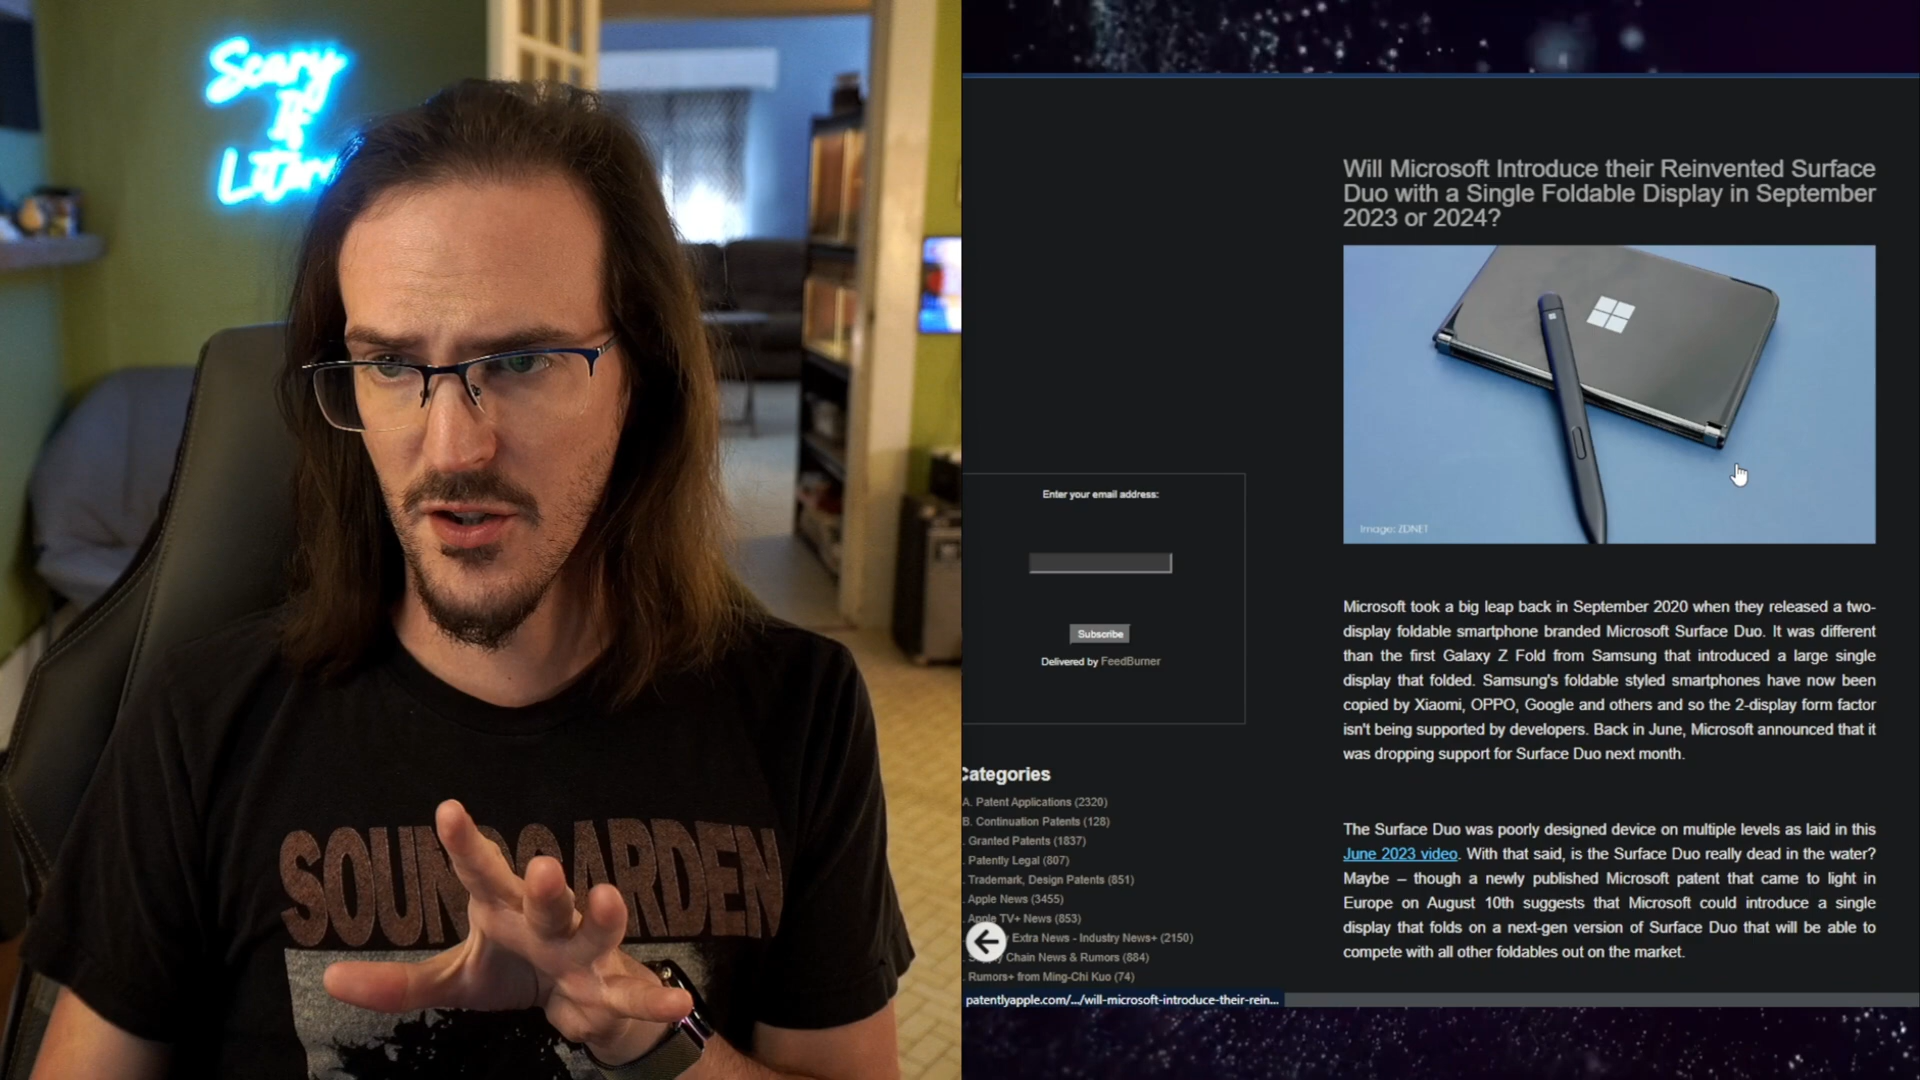 Scary
Is
SOUNDGARDEN
Will Microsoft Introduce their Reinvented Surface
Duo with a Single Foldable Display in September
2023 or 2024?
Image: ZDNET
Enter your email address:
Subscribe
Delivered by FeedBurner
Categories
A. Patent Applications (2320)
B. Continuation Patents (128)
. Granted Patents (1837)
. Patently Legal (807)
. Trademark, Design Patents (851)
. Apple News (3455)
. Apple TV+ News (853)
Extra News - Industry News+ (2150)
Chain News & Rumors (884)
. Rumors+ from Ming-Chi Kuo (74)
patentlyapple.com/.../will-microsoft-introduce-their-rein...
Microsoft took a big leap back in September 2020 when they released a two-
display foldable smartphone branded Microsoft Surface Duo. It was different
than the first Galaxy Z Fold from Samsung that introduced a large single
display that folded. Samsung's foldable styled smartphones have now been
copied by Xiaomi, OPPO, Google and others and so the 2-display form factor
isn't being supported by developers. Back in June, Microsoft announced that it
was dropping support for Surface Duo next month.
The Surface Duo was poorly designed device on multiple levels as laid in this
June 2023 video. With that said, is the Surface Duo really dead in the water?
Maybe – though a newly published Microsoft patent that came to light in
Europe on August 10th suggests that Microsoft could introduce a single
display that folds on a next-gen version of Surface Duo that will be able to
compete with all other foldables out on the market.